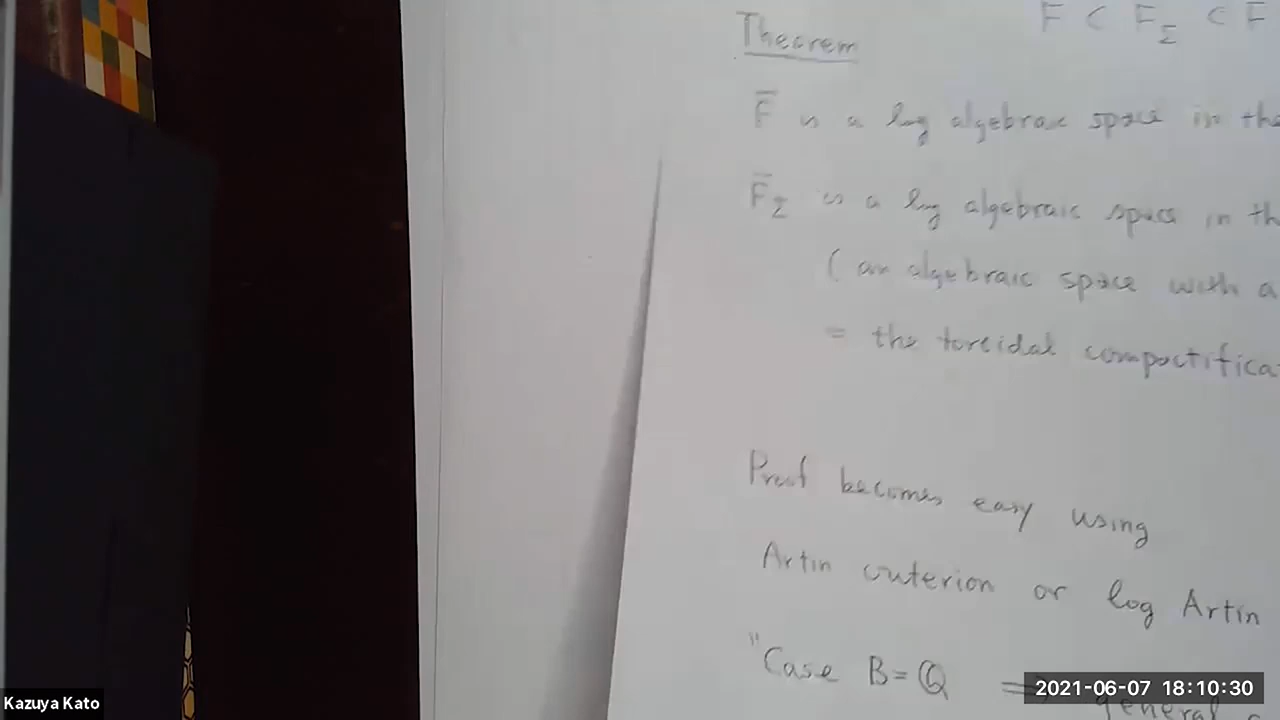 F ⊂ F_Σ ⊂ F̄
Theorem
F̄ is a log algebraic space in the
F̄_Σ is a log algebraic space in th
( an algebraic space with a
= the toroidal compactifica
Proof becomes easy using
Artin criterion or log Artin
"Case B = ℚ ⇒ general
2021-06-07 18:10:30
Kazuya Kato